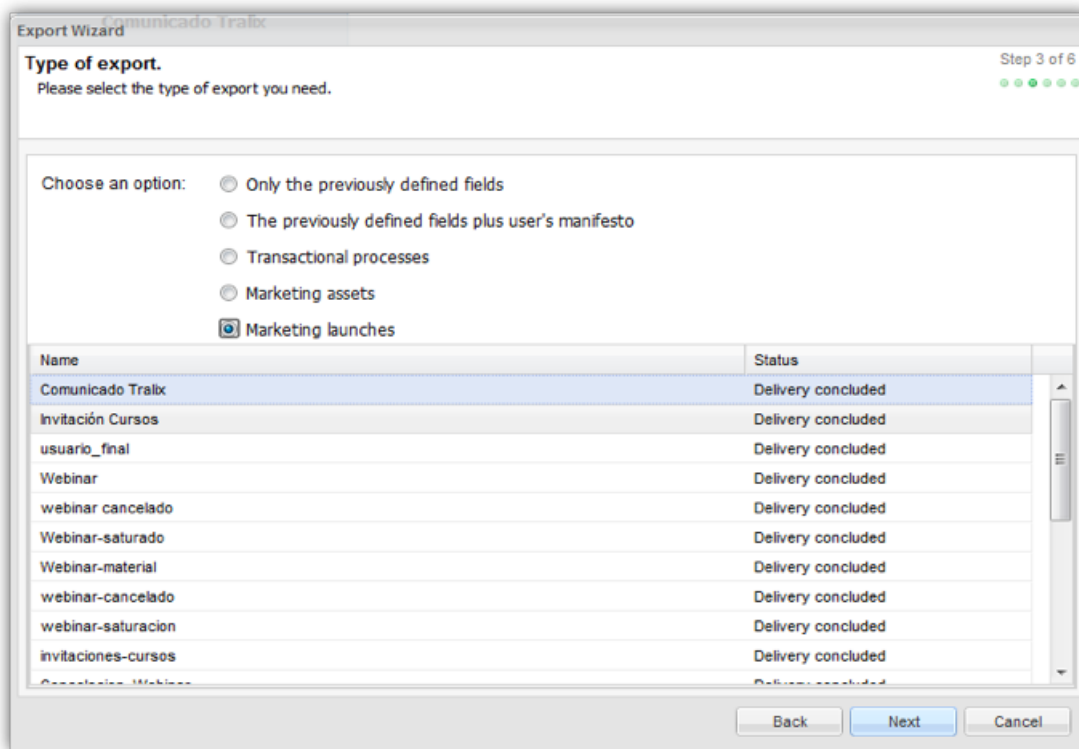 Comunicado Tralix
Export Wizard
Type of export.
Step 3 of 6
Please select the type of export you need.
Choose an option:
Only the previously defined fields
The previously defined fields plus user's manifesto
Transactional processes
Marketing assets
Marketing launches
Name Status
Comunicado Tralix Delivery concluded
Invitación Cursos Delivery concluded
usuario_final Delivery concluded
Webinar Delivery concluded
webinar cancelado Delivery concluded
Webinar-saturado Delivery concluded
Webinar-material Delivery concluded
webinar-cancelado Delivery concluded
webinar-saturacion Delivery concluded
invitaciones-cursos Delivery concluded
Cancelacion_Webinar Delivery concluded
Back Next Cancel